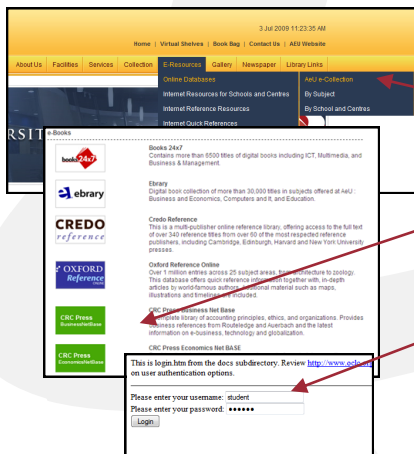 3 Jul 2009 11:23:35 AM
Home | Virtual Shelves | Book Bag | Contact Us | AEU Website
About Us Facilities Services Collection E-Resources Gallery Newspaper Library Links
Online Databases
AeU e-Collection
Internet Resources for Schools and Centres
By Subject
Internet Reference Resources
By School and Centres
Internet Quick References
RSIT
e-Books
books24x7
Books 24x7
Contains more than 6500 titles of digital books including ICT, Multimedia, and
Business & Management.
ebrary
Ebrary
Digital book collection of more than 30,000 titles in subjects offered at AeU :
Business and Economics, Computers and IT, and Education.
CREDO
reference
Credo Reference
This is a multi-publisher online reference library, offering access to the full text
of over 340 reference titles from over 60 of the most respected reference
publishers, including Cambridge, Edinburgh, Harvard and New York University
presses.
OXFORD
Reference
Oxford Reference Online
Over 1 million entries across 25 subject areas, from architecture to zoology.
This database offers quick reference information together with, in-depth
articles by world-famous authors. material such as maps,
illustrations and timelines are included.
CRC Press
BusinessNetBase
CRC Press Business Net Base
complete library of accounting principles, ethics, and organizations. Provides
business references from Routledge and Auerbach and the latest
information on e-business, technology and globalization.
CRC Press
EconomicsNetBase
CRC Press Economics Net BASE
This is login.htm from the docs subdirectory. Review http://www.oclc.org
on user authentication options.
Please enter your username: student
Please enter your password: ••••••
Login